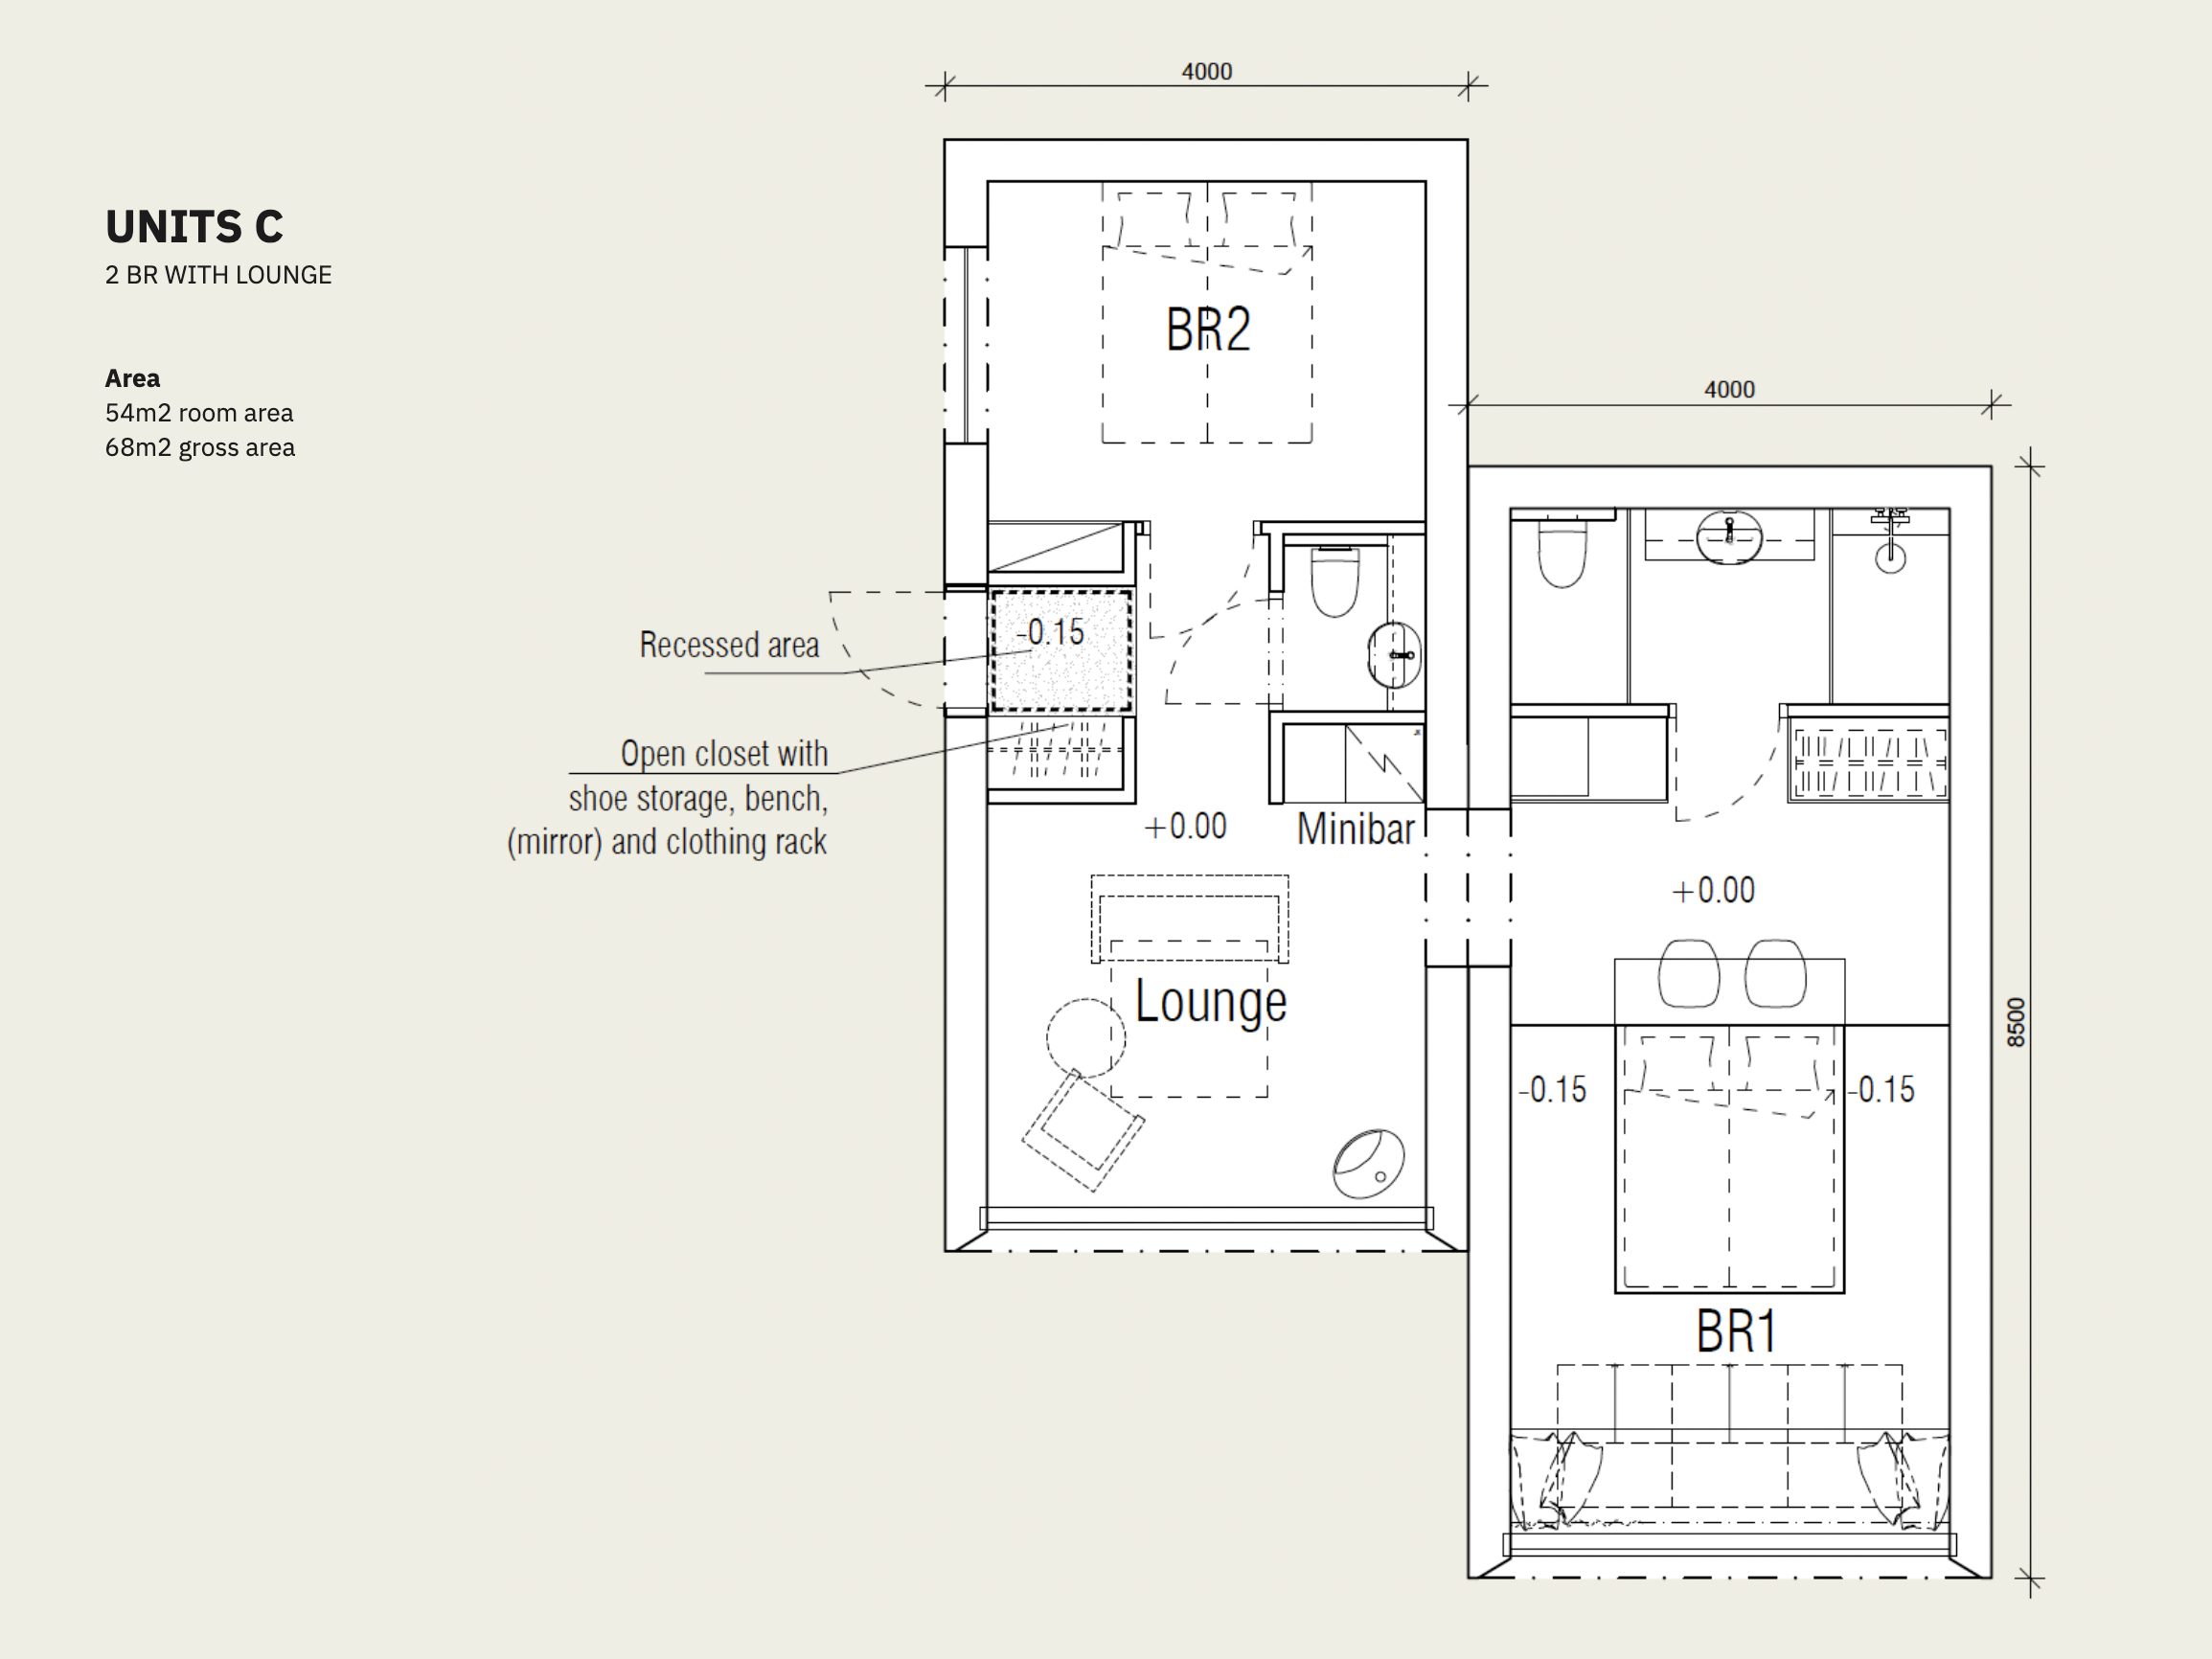 UNITS C
2 BR WITH LOUNGE
Area
54m2 room area
68m2 gross area
4000
BR2
4000
-0.15
Recessed area
Open closet with
shoe storage, bench,
(mirror) and clothing rack
+0.00
Minibar
+0.00
Lounge
8500
-0.15
-0.15
BR1